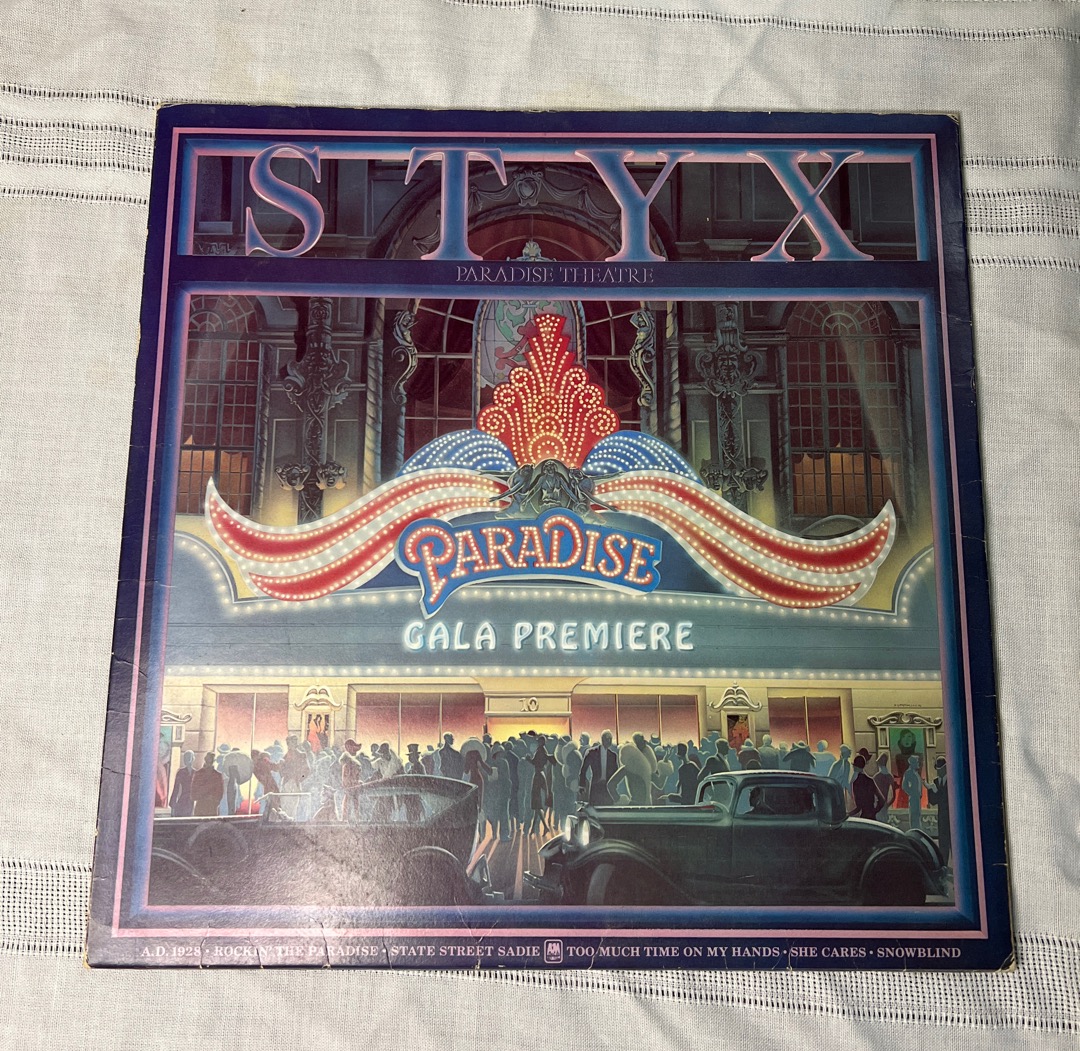 STYX
PARADISE THEATRE
PARADISE
GALA PREMIERE
10
A.D. 1928 • ROCKIN' THE PARADISE • STATE STREET SADIE A&M TOO MUCH TIME ON MY HANDS • SHE CARES • SNOWBLIND